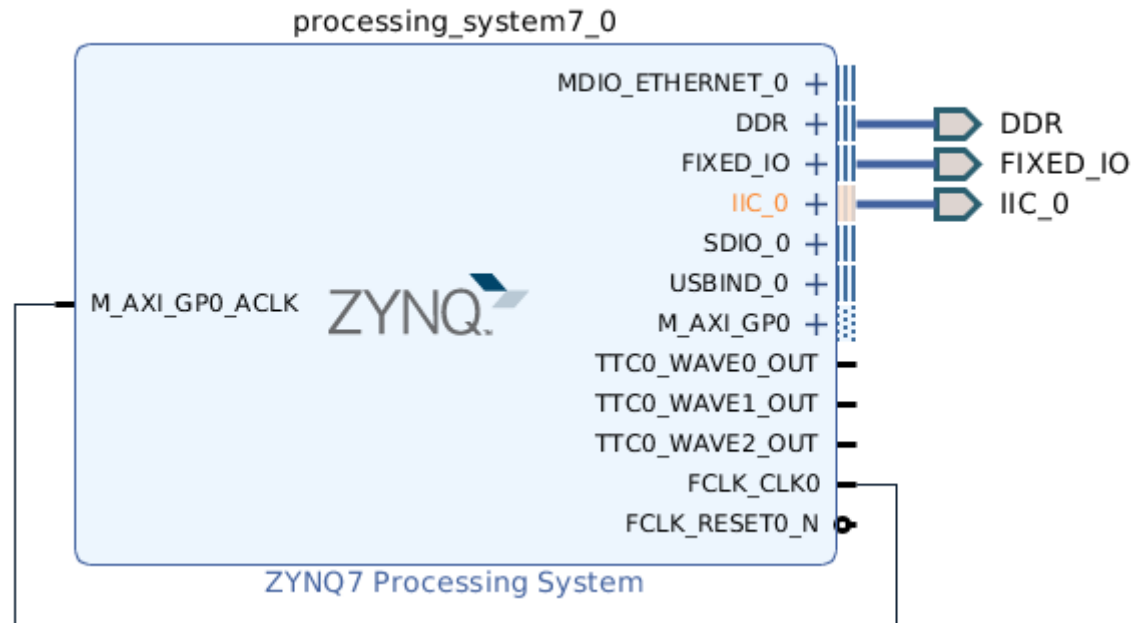 processing_system7_0
MDIO_ETHERNET_0
DDR
DDR
FIXED_IO
FIXED_IO
IIC_0
IIC_0
SDIO_0
USBIND_0
M_AXI_GP0_ACLK
ZYNQ
M_AXI_GP0
TTC0_WAVE0_OUT
TTC0_WAVE1_OUT
TTC0_WAVE2_OUT
FCLK_CLK0
FCLK_RESET0_N
ZYNQ7 Processing System